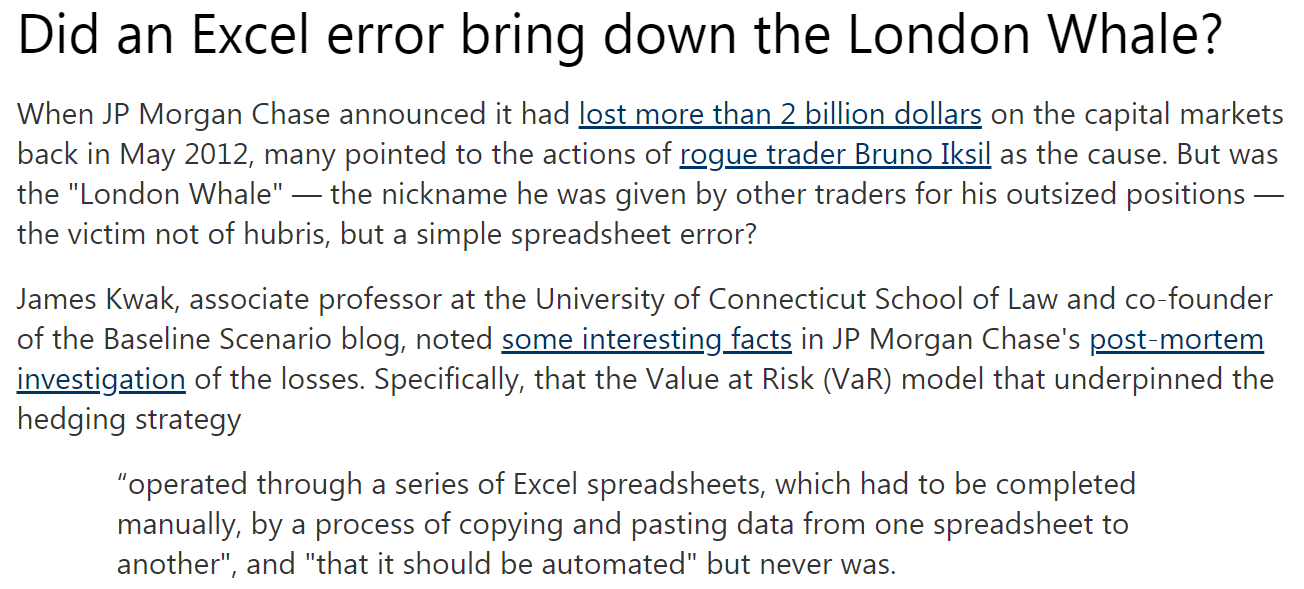 Did an Excel error bring down the London Whale?
When JP Morgan Chase announced it had lost more than 2 billion dollars on the capital markets
back in May 2012, many pointed to the actions of rogue trader Bruno Iksil as the cause. But was
the "London Whale" — the nickname he was given by other traders for his outsized positions —
the victim not of hubris, but a simple spreadsheet error?
James Kwak, associate professor at the University of Connecticut School of Law and co-founder
of the Baseline Scenario blog, noted some interesting facts in JP Morgan Chase's post-mortem
investigation of the losses. Specifically, that the Value at Risk (VaR) model that underpinned the
hedging strategy
“operated through a series of Excel spreadsheets, which had to be completed
manually, by a process of copying and pasting data from one spreadsheet to
another", and "that it should be automated" but never was.